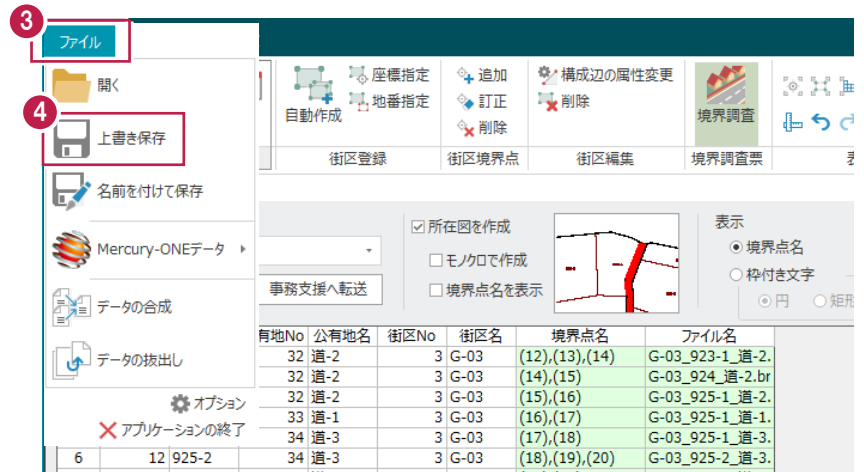 3
ファイル
開く
4
上書き保存
名前を付けて保存
Mercury-ONEデータ
データの合成
データの抜出し
オプション
アプリケーションの終了
自動作成
座標指定
地番指定
街区登録
追加
訂正
削除
街区境界点
構成辺の属性変更
削除
街区編集
境界調査
境界調査票
所在図を作成
モノクロで作成
境界点名を表示
事務支援へ転送
表示
境界点名
枠付き文字
円
矩形
有地No 公有地名 街区No 街区名 境界点名 ファイル名
32 道-2 3 G-03 (12),(13),(14) G-03_923-1_道-2.
32 道-2 3 G-03 (14),(15) G-03_924_道-2.br
32 道-2 3 G-03 (15),(16) G-03_925-1_道-2.
33 道-1 3 G-03 (16),(17) G-03_925-1_道-1.
34 道-3 3 G-03 (17),(18) G-03_925-1_道-3.
6 12 925-2 34 道-3 3 G-03 (18),(19),(20) G-03_925-2_道-3.